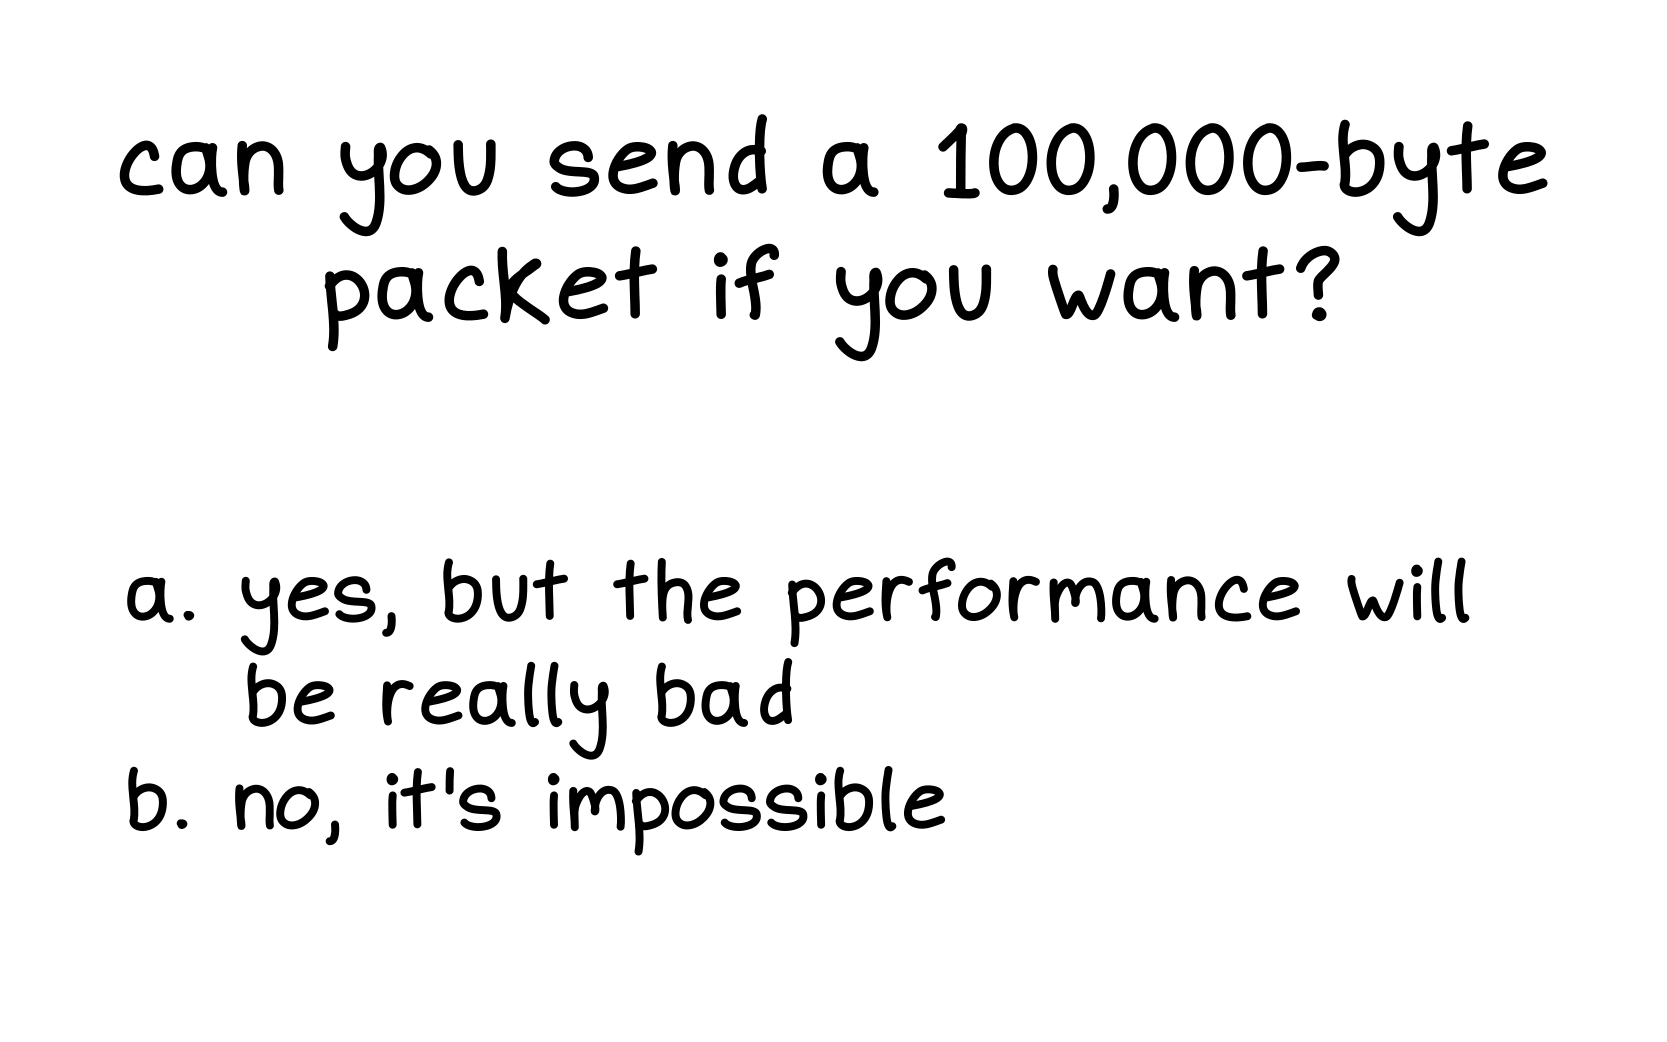 can you send a 100,000-byte
packet if you want?
a. yes, but the performance will
be really bad
b. no, it's impossible